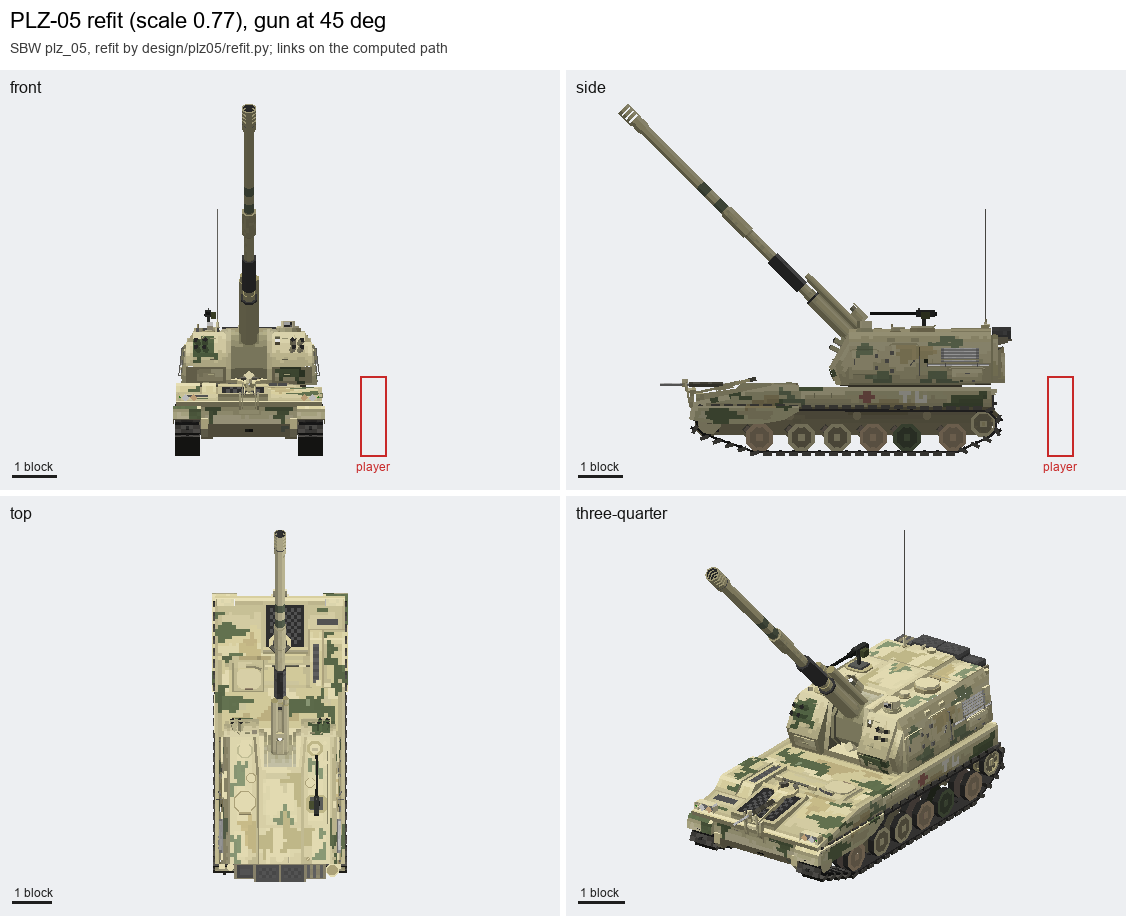 PLZ-05 refit (scale 0.77), gun at 45 deg
SBW plz_05, refit by design/plz05/refit.py; links on the computed path
front
side
1 block
player
1 block
player
top
three-quarter
1 block
1 block